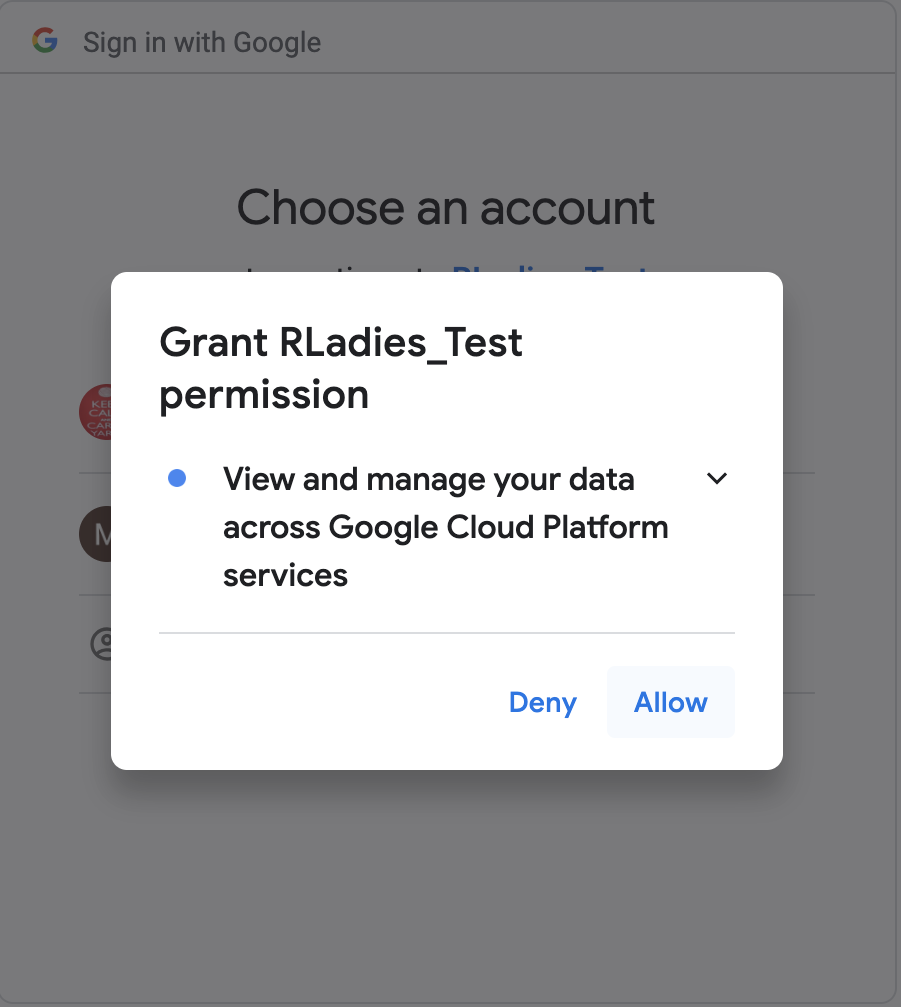 Sign in with Google
Choose an account
Grant RLadies_Test
permission
View and manage your data
across Google Cloud Platform
services
Deny
Allow